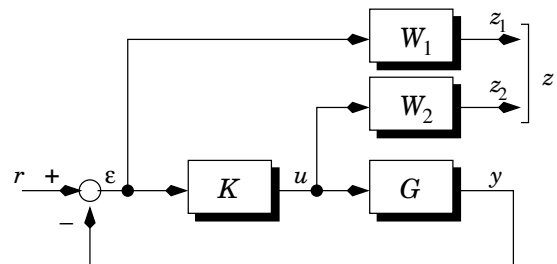 W₁ z₁
z
W₂ z₂
r + ε K u G y
−